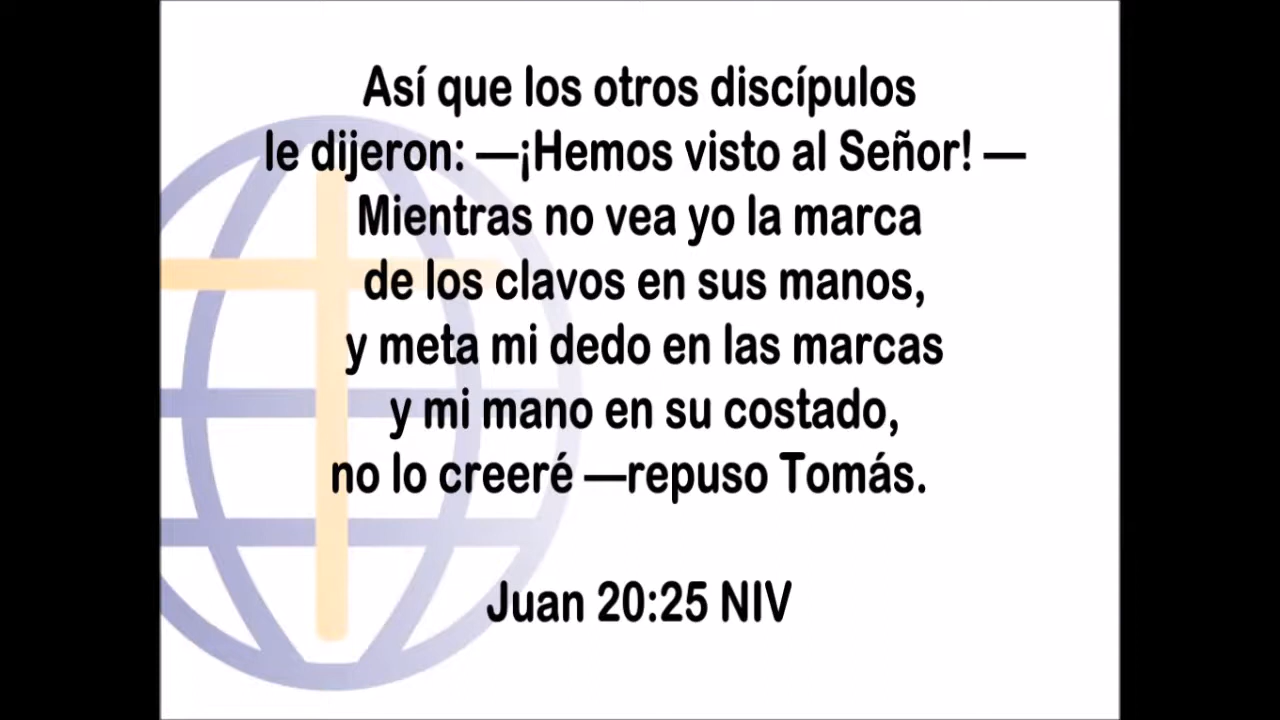 Así que los otros discípulos
le dijeron: —¡Hemos visto al Señor! —
Mientras no vea yo la marca
de los clavos en sus manos,
y meta mi dedo en las marcas
y mi mano en su costado,
no lo creeré —repuso Tomás.
Juan 20:25 NIV